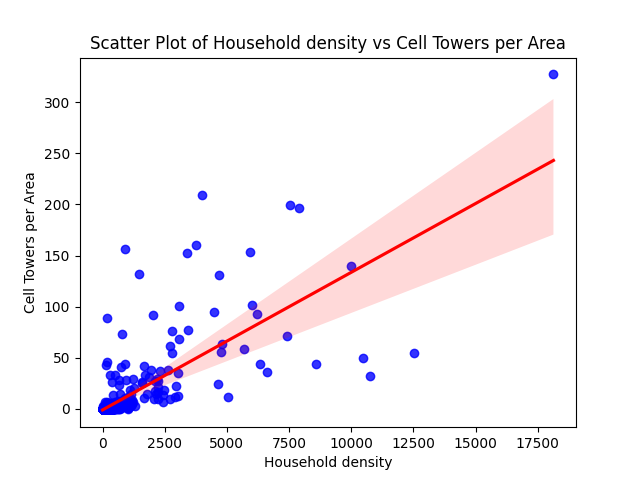 Scatter Plot of Household density vs Cell Towers per Area
Cell Towers per Area
300
250
200
150
100
50
0
0 2500 5000 7500 10000 12500 15000 17500
Household density